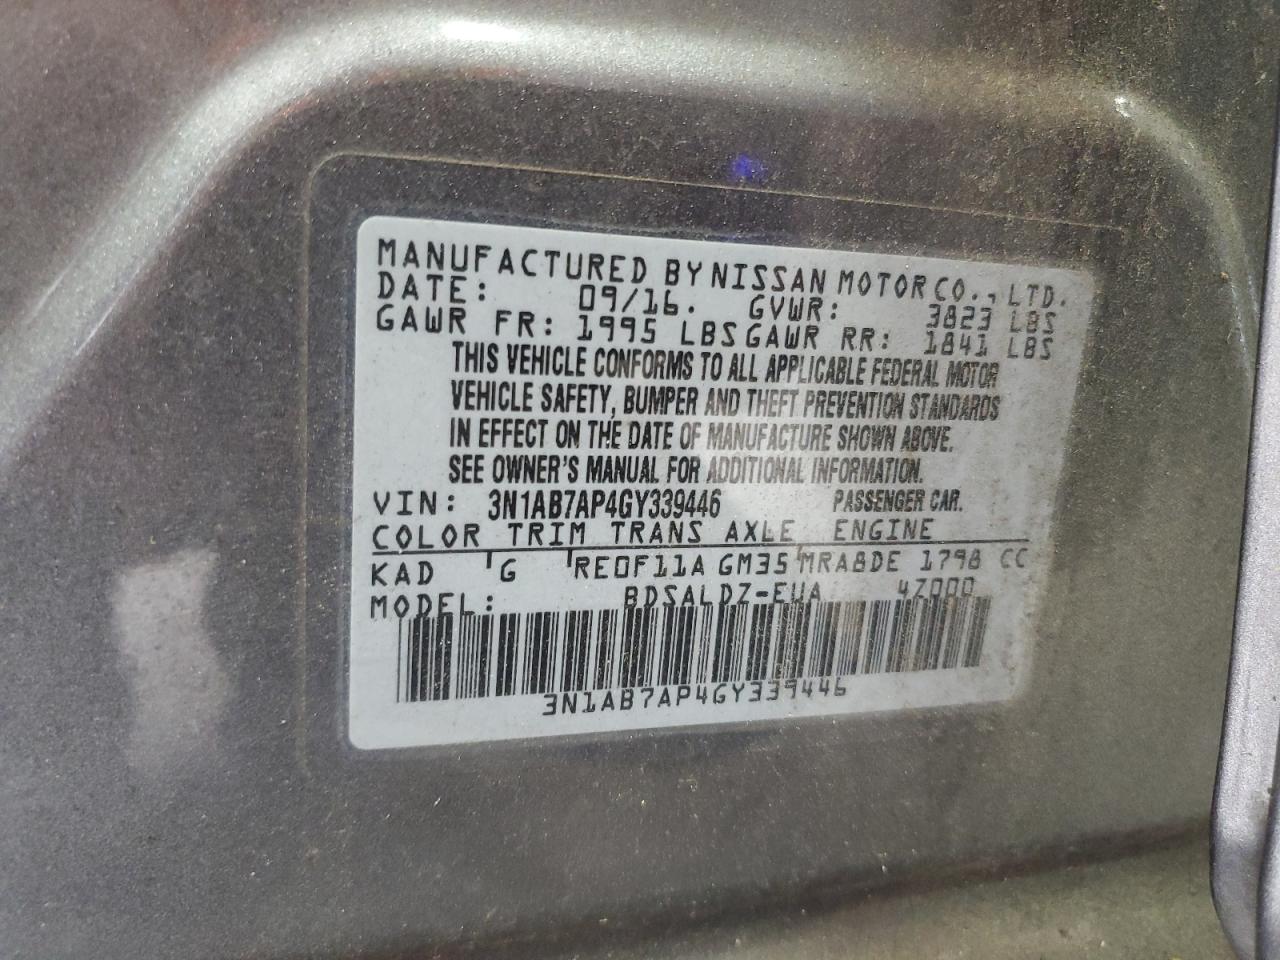 MANUFACTURED BY NISSAN MOTOR CO., LTD.
DATE: 09/16. GVWR: 3823 LBS
GAWR FR: 1995 LBS GAWR RR: 1841 LBS
THIS VEHICLE CONFORMS TO ALL APPLICABLE FEDERAL MOTOR
VEHICLE SAFETY, BUMPER AND THEFT PREVENTION STANDARDS
IN EFFECT ON THE DATE OF MANUFACTURE SHOWN ABOVE.
SEE OWNER'S MANUAL FOR ADDITIONAL INFORMATION.
VIN: 3N1AB7AP4GY339446 PASSENGER CAR.
COLOR TRIM TRANS AXLE ENGINE
KAD G RE0F11A GM35 MRA8DE 1798 CC
MODEL: BDSALDZ-EUA 4Z000
3N1AB7AP4GY339446